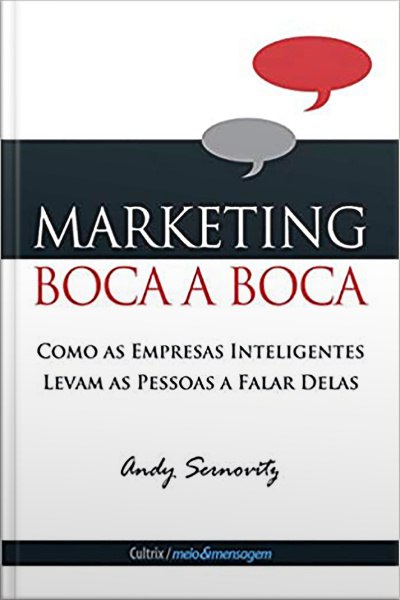 MARKETING
BOCA A BOCA
COMO AS EMPRESAS INTELIGENTES
LEVAM AS PESSOAS A FALAR DELAS
Andy Sernovitz
Cultrix / meio&mensagem